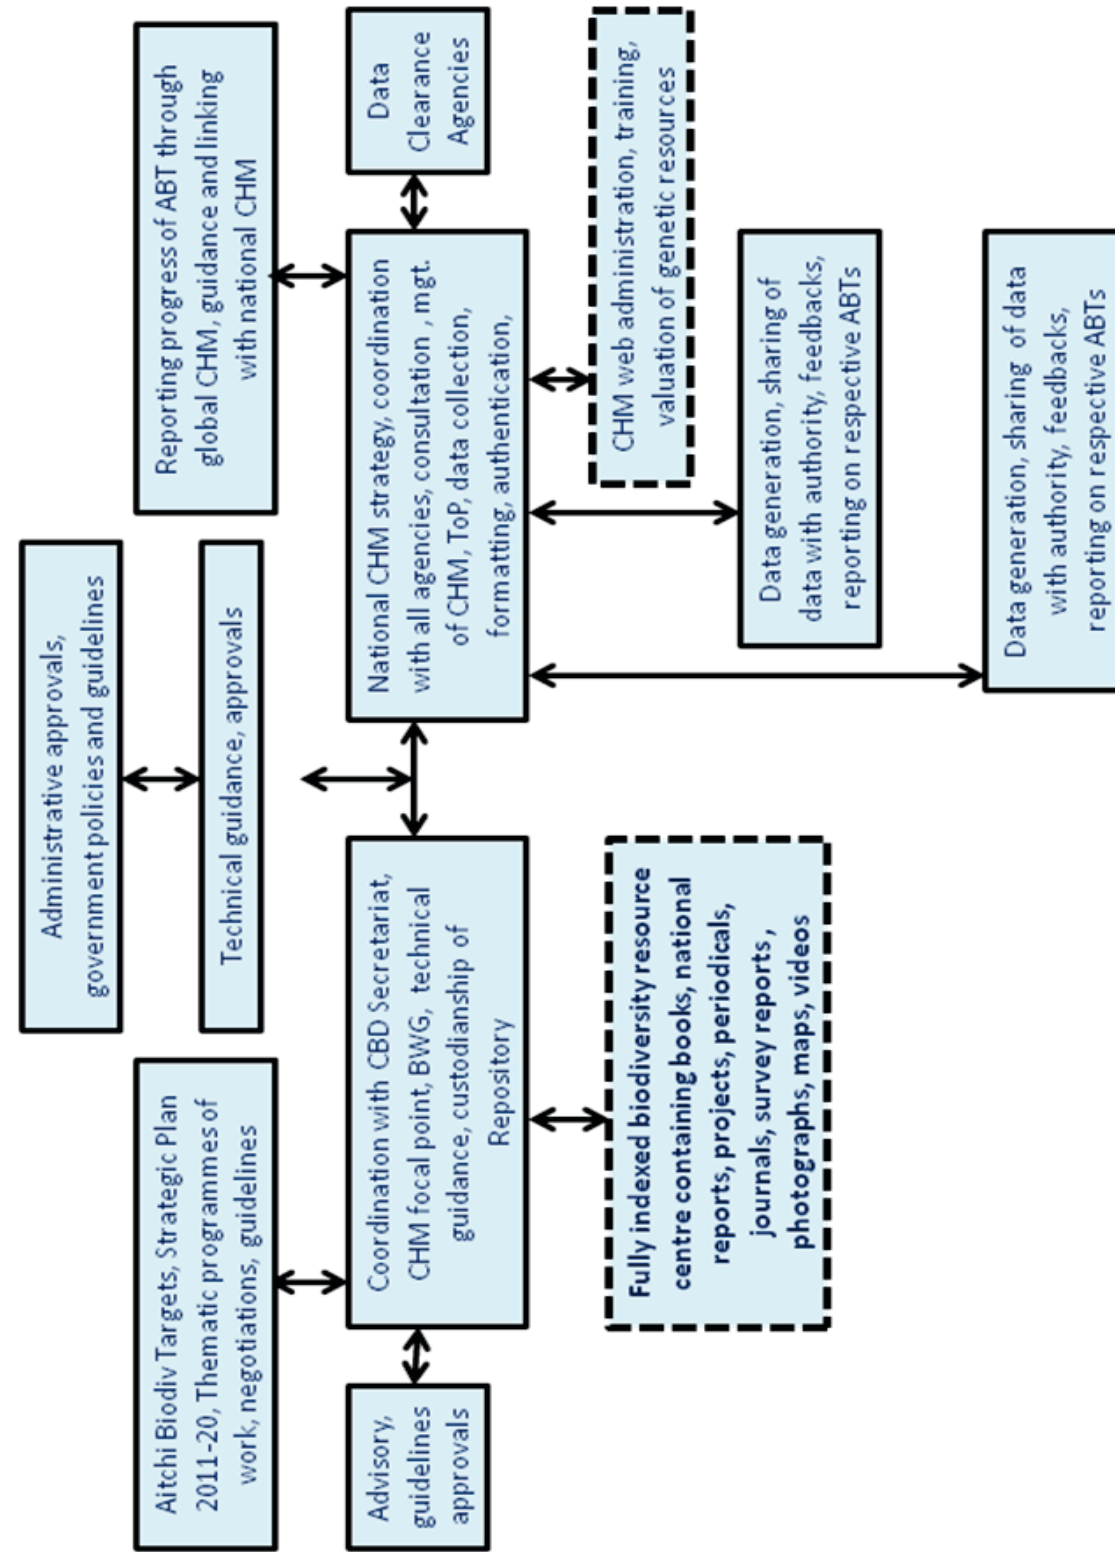 Administrative approvals,
government policies and guidelines
Technical guidance, approvals
Aitchi Biodiv Targets, Strategic Plan
2011-20, Thematic programmes of
work, negotiations, guidelines
Reporting progress of ABT through
global CHM, guidance and linking
with national CHM
Advisory,
guidelines
approvals
Coordination with CBD Secretariat,
CHM focal point, BWG, technical
guidance, custodianship of
Repository
National CHM strategy, coordination
with all agencies, consultation , mgt.
of CHM, ToP, data collection,
formatting, authentication,
Data
Clearance
Agencies
Fully indexed biodiversity resource
centre containing books, national
reports, projects, periodicals,
journals, survey reports ,
photographs, maps, videos
CHM web administration, training,
valuation of genetic resources
Data generation, sharing of
data with authority, feedbacks,
reporting on respective ABTs
Data generation, sharing of data
with authority, feedbacks,
reporting on respective ABTs